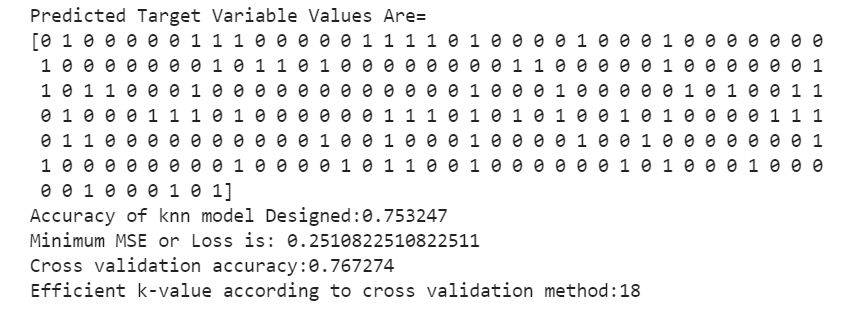 Predicted Target Variable Values Are=
[0 1 0 0 0 0 0 1 1 1 0 0 0 0 0 1 1 1 1 0 1 0 0 0 0 1 0 0 0 1 0 0 0 0 0 0 0
1 0 0 0 0 0 0 0 1 0 1 1 0 1 0 0 0 0 0 0 0 0 1 1 0 0 0 0 0 1 0 0 0 0 0 0 1
1 0 1 1 0 0 0 1 0 0 0 0 0 0 0 0 0 0 0 0 1 0 0 0 1 0 0 0 0 0 1 0 1 0 0 1 1
0 1 0 0 0 1 1 1 0 1 0 0 0 0 0 0 1 1 1 0 1 0 1 0 1 0 0 1 0 1 0 0 0 0 1 1 1
0 1 1 0 0 0 0 0 0 0 0 0 0 1 0 0 1 0 0 0 1 0 0 0 0 1 0 0 1 0 0 0 0 0 0 0 1
1 0 0 0 0 0 0 0 0 1 0 0 0 0 1 0 1 1 0 0 1 0 0 0 0 0 0 1 0 1 0 0 0 1 0 0 0
0 0 1 0 0 0 1 0 1]
Accuracy of knn model Designed:0.753247
Minimum MSE or Loss is: 0.2510822510822511
Cross validation accuracy:0.767274
Efficient k-value according to cross validation method:18